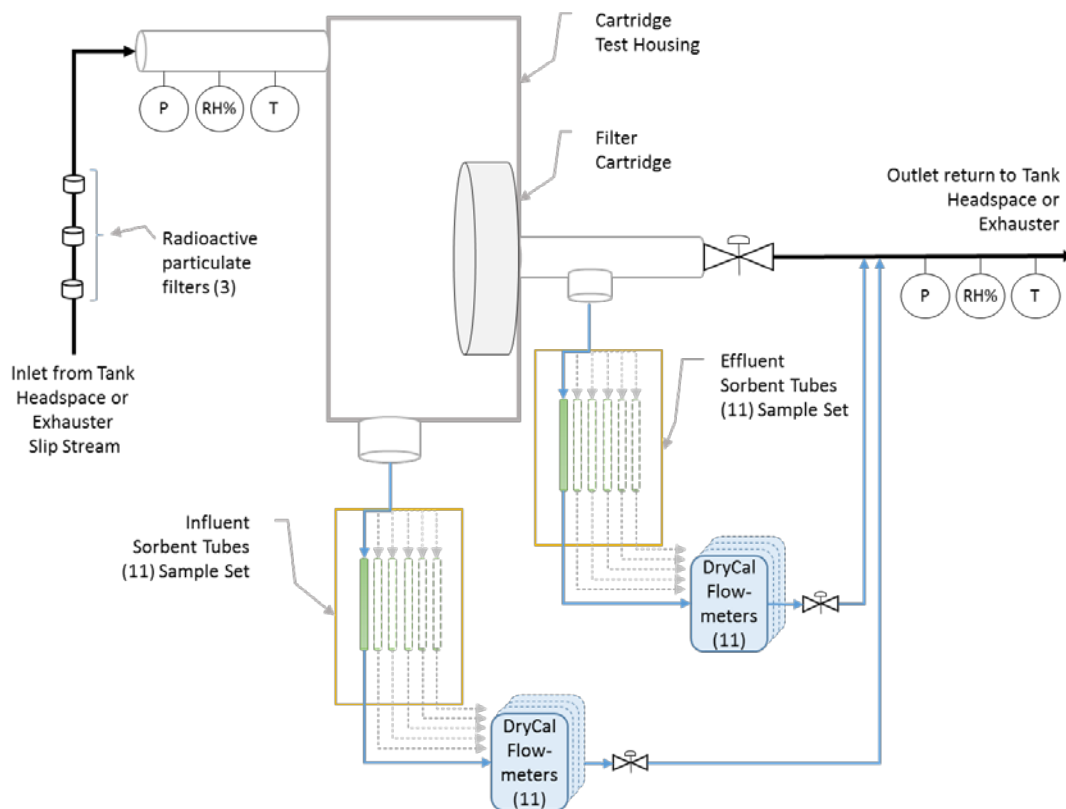 Cartridge
Test Housing
P
RH%
T
Filter
Cartridge
Outlet return to Tank
Headspace or
Exhauster
Radioactive
particulate
filters (3)
P
RH%
T
Inlet from Tank
Headspace or
Exhauster
Slip Stream
Effluent
Sorbent Tubes
(11) Sample Set
Influent
Sorbent Tubes
(11) Sample Set
DryCal
Flow-
meters
(11)
DryCal
Flow-
meters
(11)